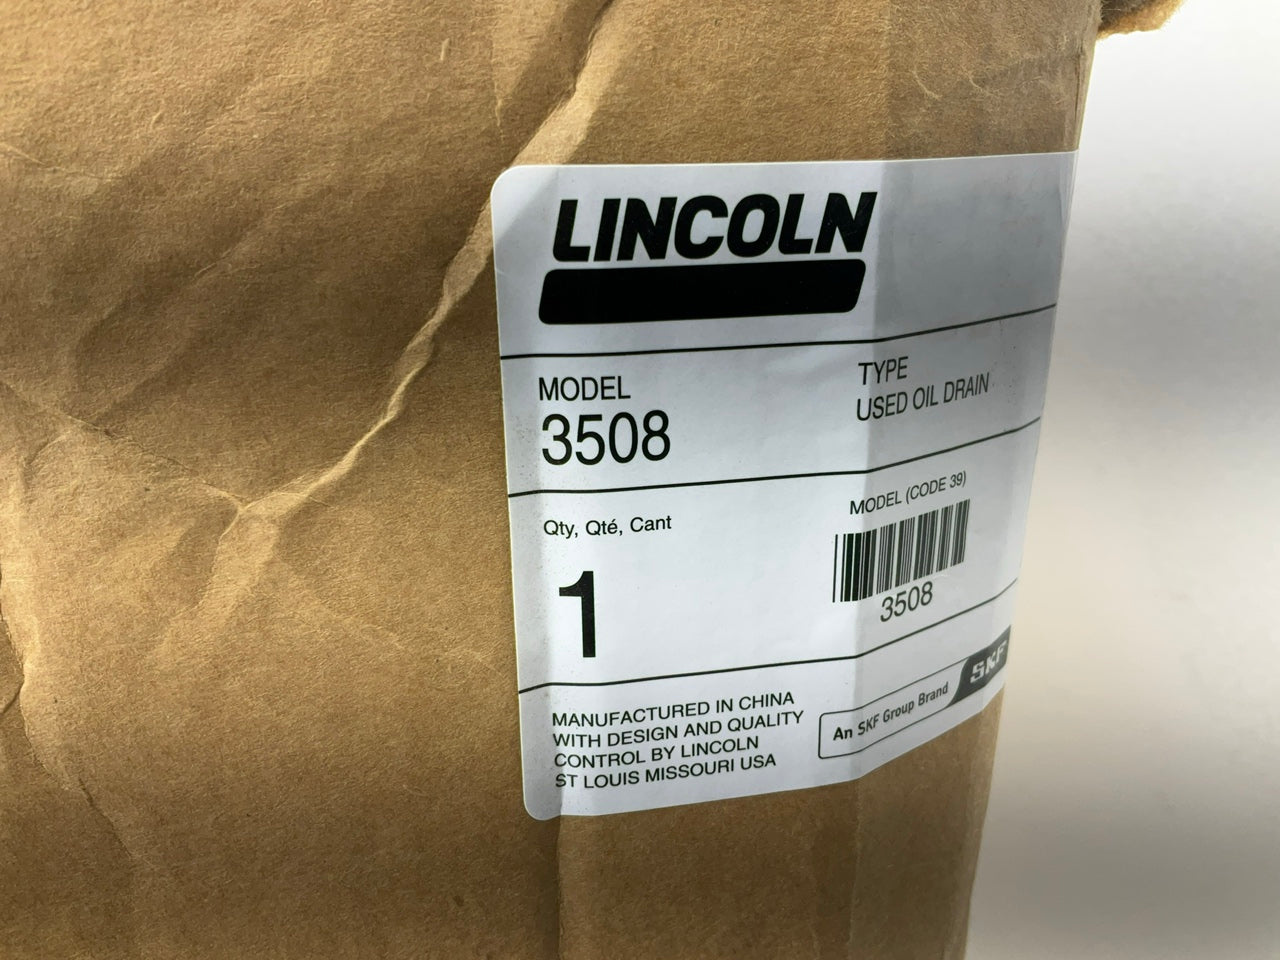 LINCOLN
MODEL
3508
TYPE
USED OIL DRAIN
Qty, Qté, Cant
1
MODEL (CODE 39)
3508
MANUFACTURED IN CHINA
WITH DESIGN AND QUALITY
CONTROL BY LINCOLN
ST LOUIS MISSOURI USA
An SKF Group Brand
SKF